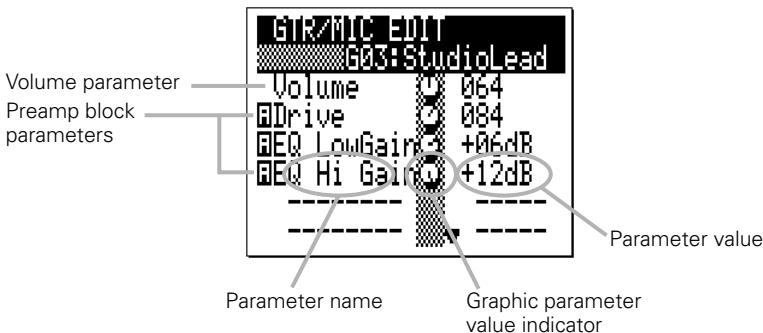 GTR/MIC EDIT
G03:StudioLead
Volume parameter
Volume 064
Preamp block
parameters
Drive 084
EQ LowGain +06dB
EQ Hi Gain +12dB
--------- -----
--------- -----
Parameter value
Parameter name
Graphic parameter
value indicator